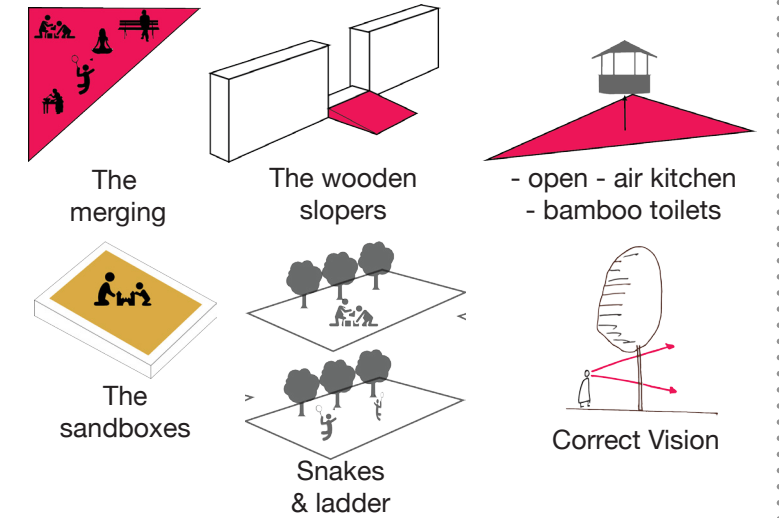 The
merging
The wooden
slopers
- open - air kitchen
- bamboo toilets
The
sandboxes
Snakes
& ladder
Correct Vision